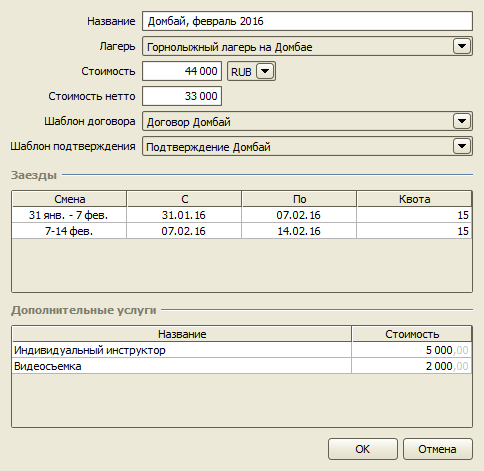 Название Домбай, февраль 2016
Лагерь Горнолыжный лагерь на Домбае
Стоимость 44 000 RUB
Стоимость нетто 33 000
Шаблон договора Договор Домбай
Шаблон подтверждения Подтверждение Домбай
Заезды
Смена С По Квота
31 янв. - 7 фев. 31.01.16 07.02.16 15
7-14 фев. 07.02.16 14.02.16 15
Дополнительные услуги
Название Стоимость
Индивидуальный инструктор 5 000,00
Видеосъемка 2 000,00
OK Отмена